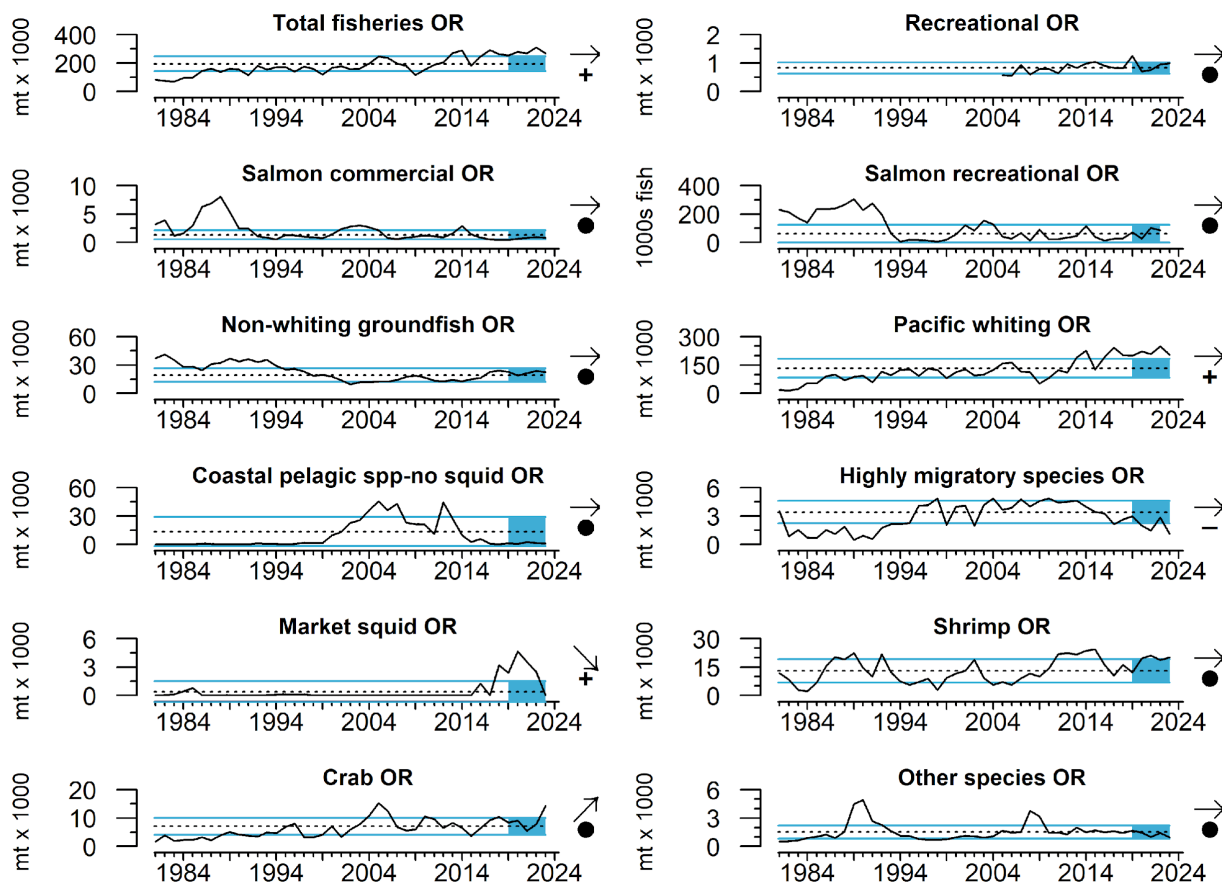 Total fisheries OR
mt x 1000
400
200
0
+
1984 1994 2004 2014 2024
Recreational OR
mt x 1000
2
1
0
1984 1994 2004 2014 2024
Salmon commercial OR
mt x 1000
10
5
0
1984 1994 2004 2014 2024
Salmon recreational OR
1000s fish
400
200
0
1984 1994 2004 2014 2024
Non-whiting groundfish OR
mt x 1000
60
30
0
1984 1994 2004 2014 2024
Pacific whiting OR
mt x 1000
300
150
0
+
1984 1994 2004 2014 2024
Coastal pelagic spp-no squid OR
mt x 1000
60
30
0
1984 1994 2004 2014 2024
Highly migratory species OR
mt x 1000
6
3
0
–
1984 1994 2004 2014 2024
Market squid OR
mt x 1000
6
3
0
+
1984 1994 2004 2014 2024
Shrimp OR
mt x 1000
30
15
0
1984 1994 2004 2014 2024
Crab OR
mt x 1000
20
10
0
1984 1994 2004 2014 2024
Other species OR
mt x 1000
6
3
0
1984 1994 2004 2014 2024